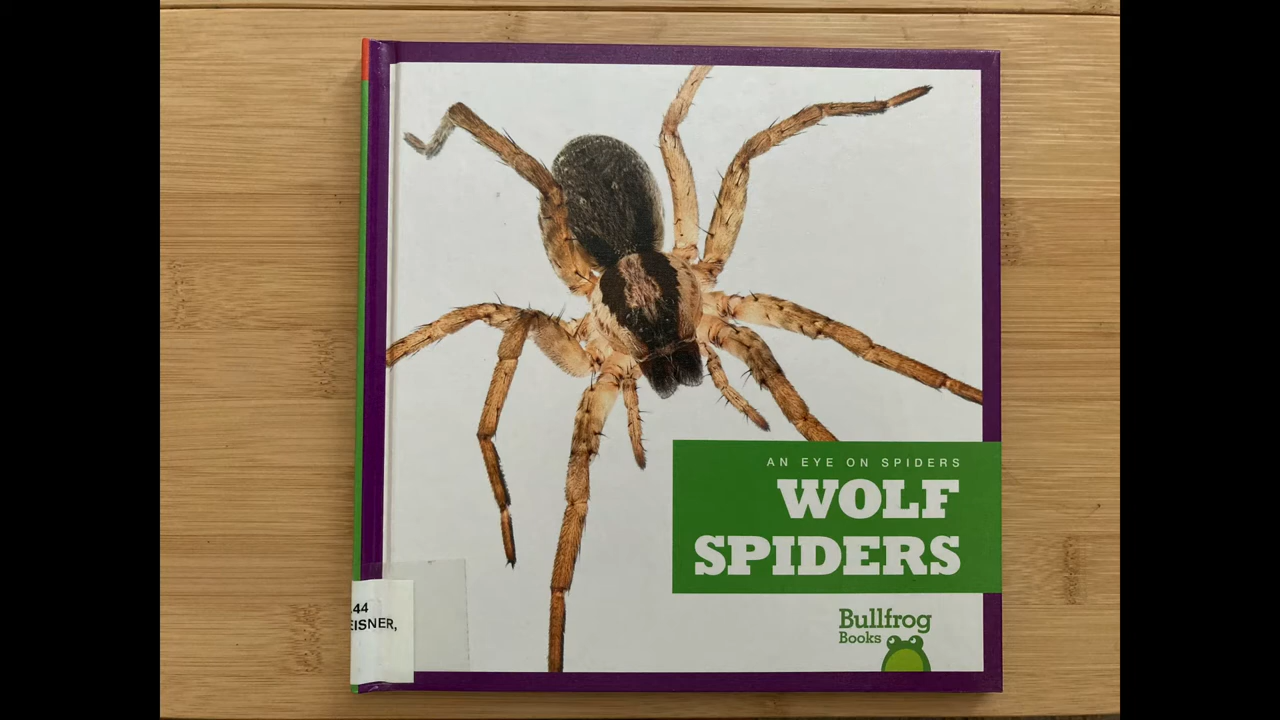 AN EYE ON SPIDERS
WOLF
SPIDERS
Bullfrog
Books
.44
EISNER,